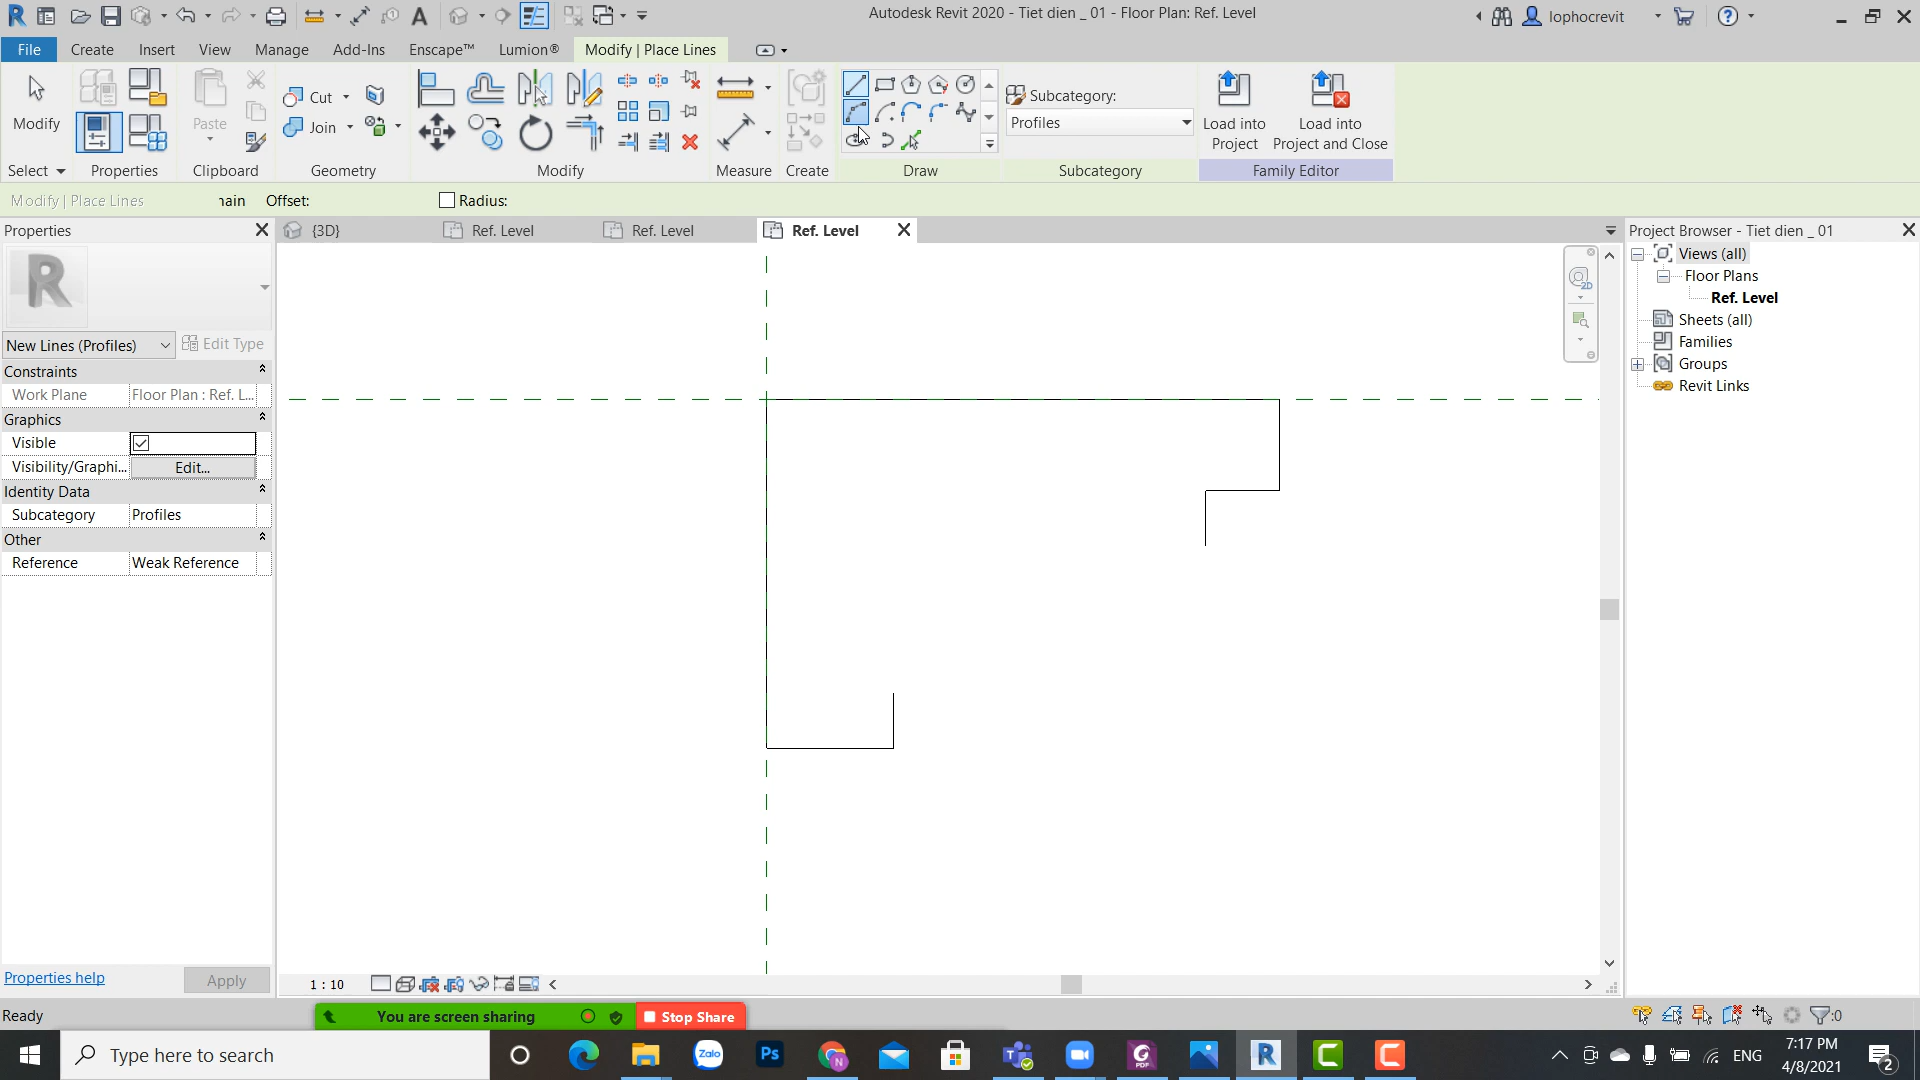 Autodesk Revit 2020 - Tiet dien _ 01 - Floor Plan: Ref. Level
lophocrevit
File Create Insert View Manage Add-Ins Enscape™ Lumion® Modify | Place Lines
Modify
Paste
Cut
Join
Subcategory:
Profiles
Load into
Project
Load into
Project and Close
Select Properties Clipboard Geometry Modify Measure Create Draw Subcategory Family Editor
Modify | Place Lines
hain Offset: Radius:
Properties
{3D} Ref. Level Ref. Level Ref. Level
Project Browser - Tiet dien _ 01
Views (all)
Floor Plans
Ref. Level
Sheets (all)
Families
Groups
Revit Links
New Lines (Profiles) Edit Type
Constraints
Work Plane Floor Plan : Ref. L...
Graphics
Visible
Visibility/Graphi... Edit...
Identity Data
Subcategory Profiles
Other
Reference Weak Reference
Properties help Apply
1 : 10
Ready
You are screen sharing Stop Share
:0
Type here to search
Zalo
Ps
PDF
ENG
7:17 PM
4/8/2021
2